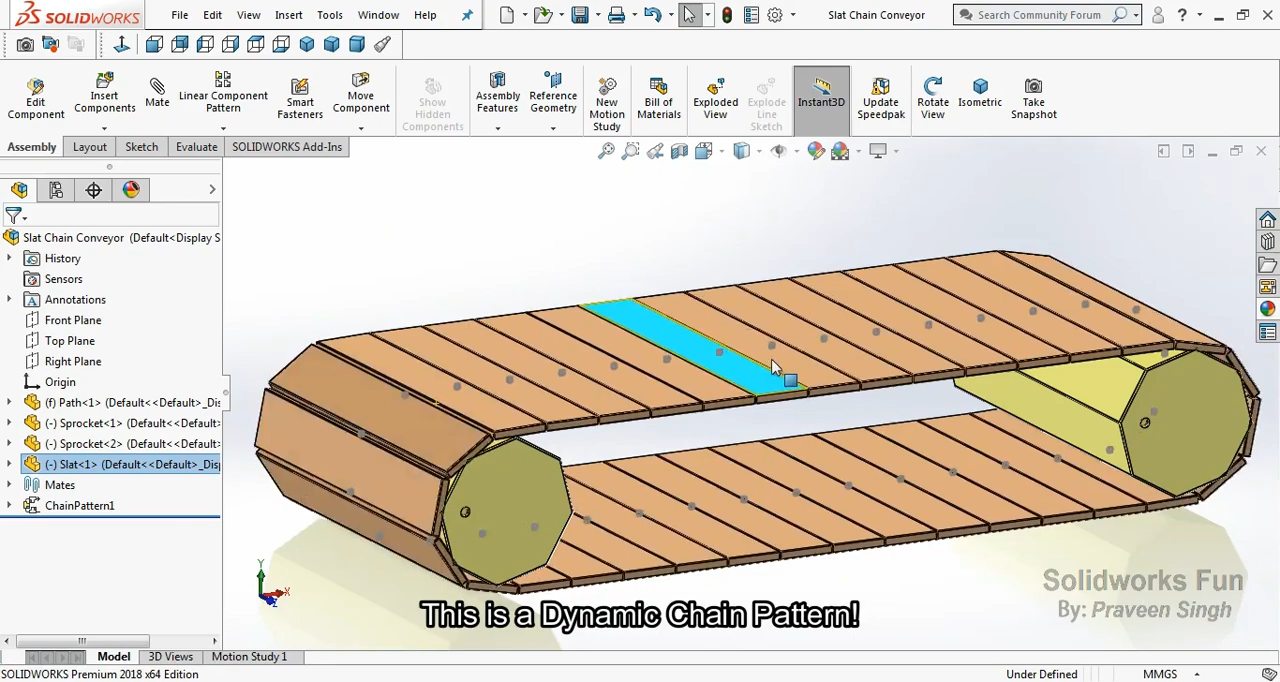 SOLIDWORKS File Edit View Insert Tools Window Help Slat Chain Conveyor Search Community Forum
Edit Component
Insert Components
Mate
Linear Component Pattern
Smart Fasteners
Move Component
Show Hidden Components
Assembly Features
Reference Geometry
New Motion Study
Bill of Materials
Exploded View
Explode Line Sketch
Instant3D
Update Speedpak
Rotate View
Isometric
Take Snapshot
Assembly Layout Sketch Evaluate SOLIDWORKS Add-Ins
Slat Chain Conveyor (Default<Display S
History
Sensors
Annotations
Front Plane
Top Plane
Right Plane
Origin
(f) Path<1> (Default<<Default>_Disp
(-) Sprocket<1> (Default<<Default>
(-) Sprocket<2> (Default<<Default>
(-) Slat<1> (Default<<Default>_Disp
Mates
ChainPattern1
Y
X
Z
Solidworks Fun
By: Praveen Singh
This is a Dynamic Chain Pattern!
Model 3D Views Motion Study 1
SOLIDWORKS Premium 2018 x64 Edition Under Defined MMGS